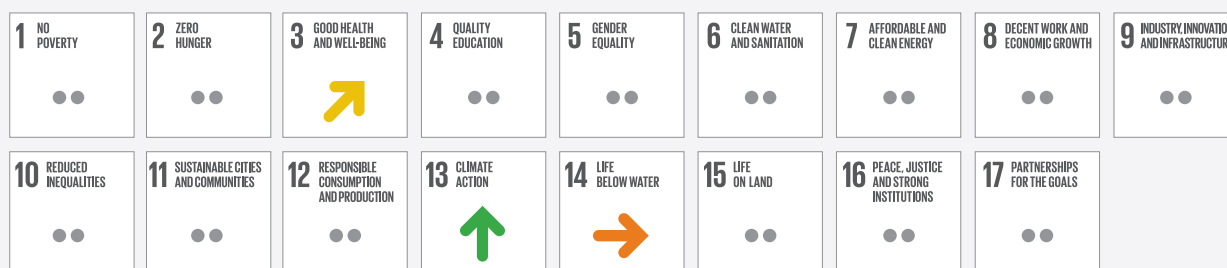 1 NO
POVERTY
2 ZERO
HUNGER
3 GOOD HEALTH
AND WELL-BEING
4 QUALITY
EDUCATION
5 GENDER
EQUALITY
6 CLEAN WATER
AND SANITATION
7 AFFORDABLE AND
CLEAN ENERGY
8 DECENT WORK AND
ECONOMIC GROWTH
9 INDUSTRY, INNOVATIO
AND INFRASTRUCTUR
10 REDUCED
INEQUALITIES
11 SUSTAINABLE CITIES
AND COMMUNITIES
12 RESPONSIBLE
CONSUMPTION
AND PRODUCTION
13 CLIMATE
ACTION
14 LIFE
BELOW WATER
15 LIFE
ON LAND
16 PEACE, JUSTICE
AND STRONG
INSTITUTIONS
17 PARTNERSHIPS
FOR THE GOALS